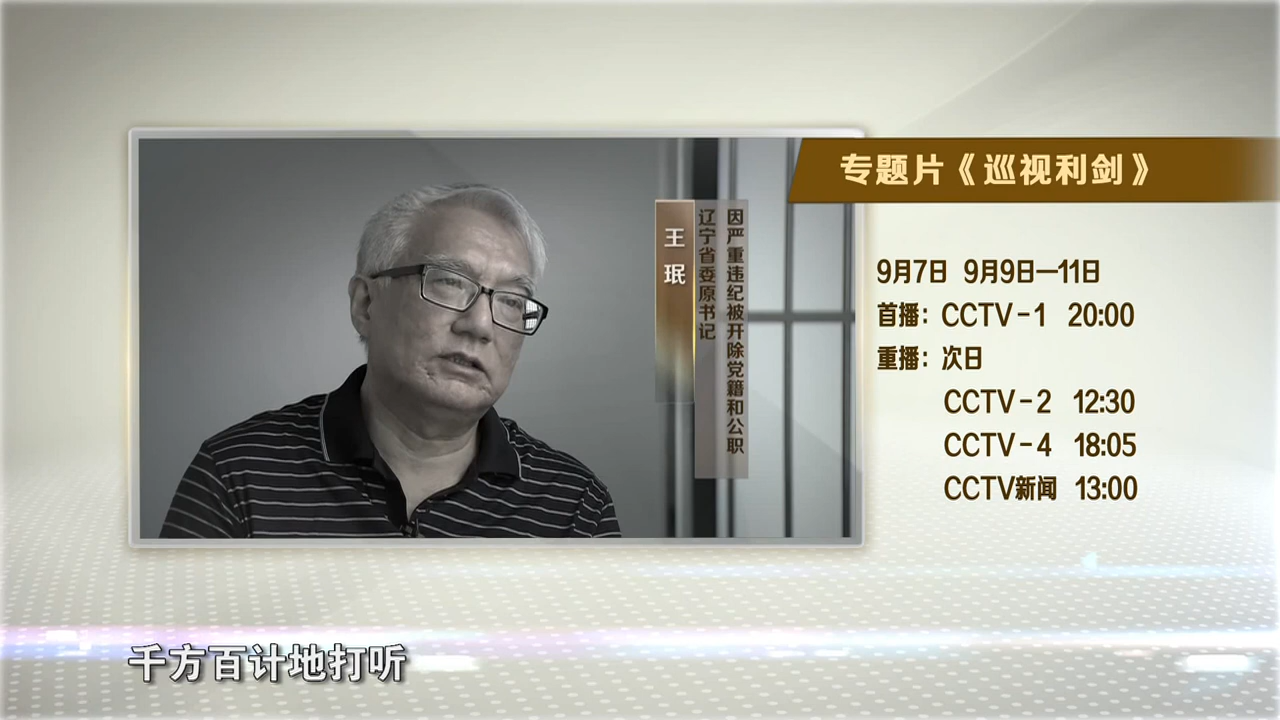 专题片《巡视利剑》
王珉
辽宁省委原书记
因严重违纪被开除党籍和公职
9月7日 9月9日—11日
首播：CCTV-1 20:00
重播：次日
CCTV-2 12:30
CCTV-4 18:05
CCTV新闻 13:00
千方百计地打听